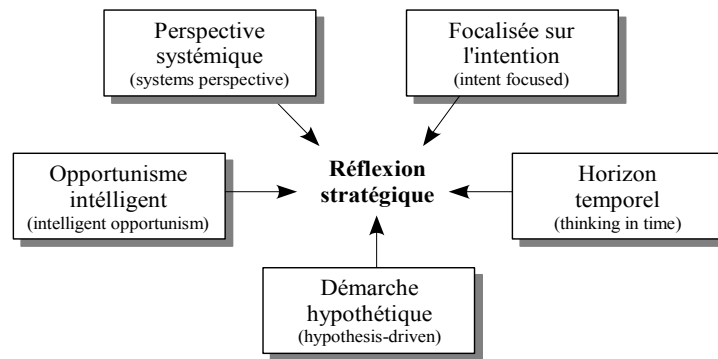 Perspective
systémique
(systems perspective)
Focalisée sur
l'intention
(intent focused)
Opportunisme
intélligent
(intelligent opportunism)
Réflexion
stratégique
Horizon
temporel
(thinking in time)
Démarche
hypothétique
(hypothesis-driven)